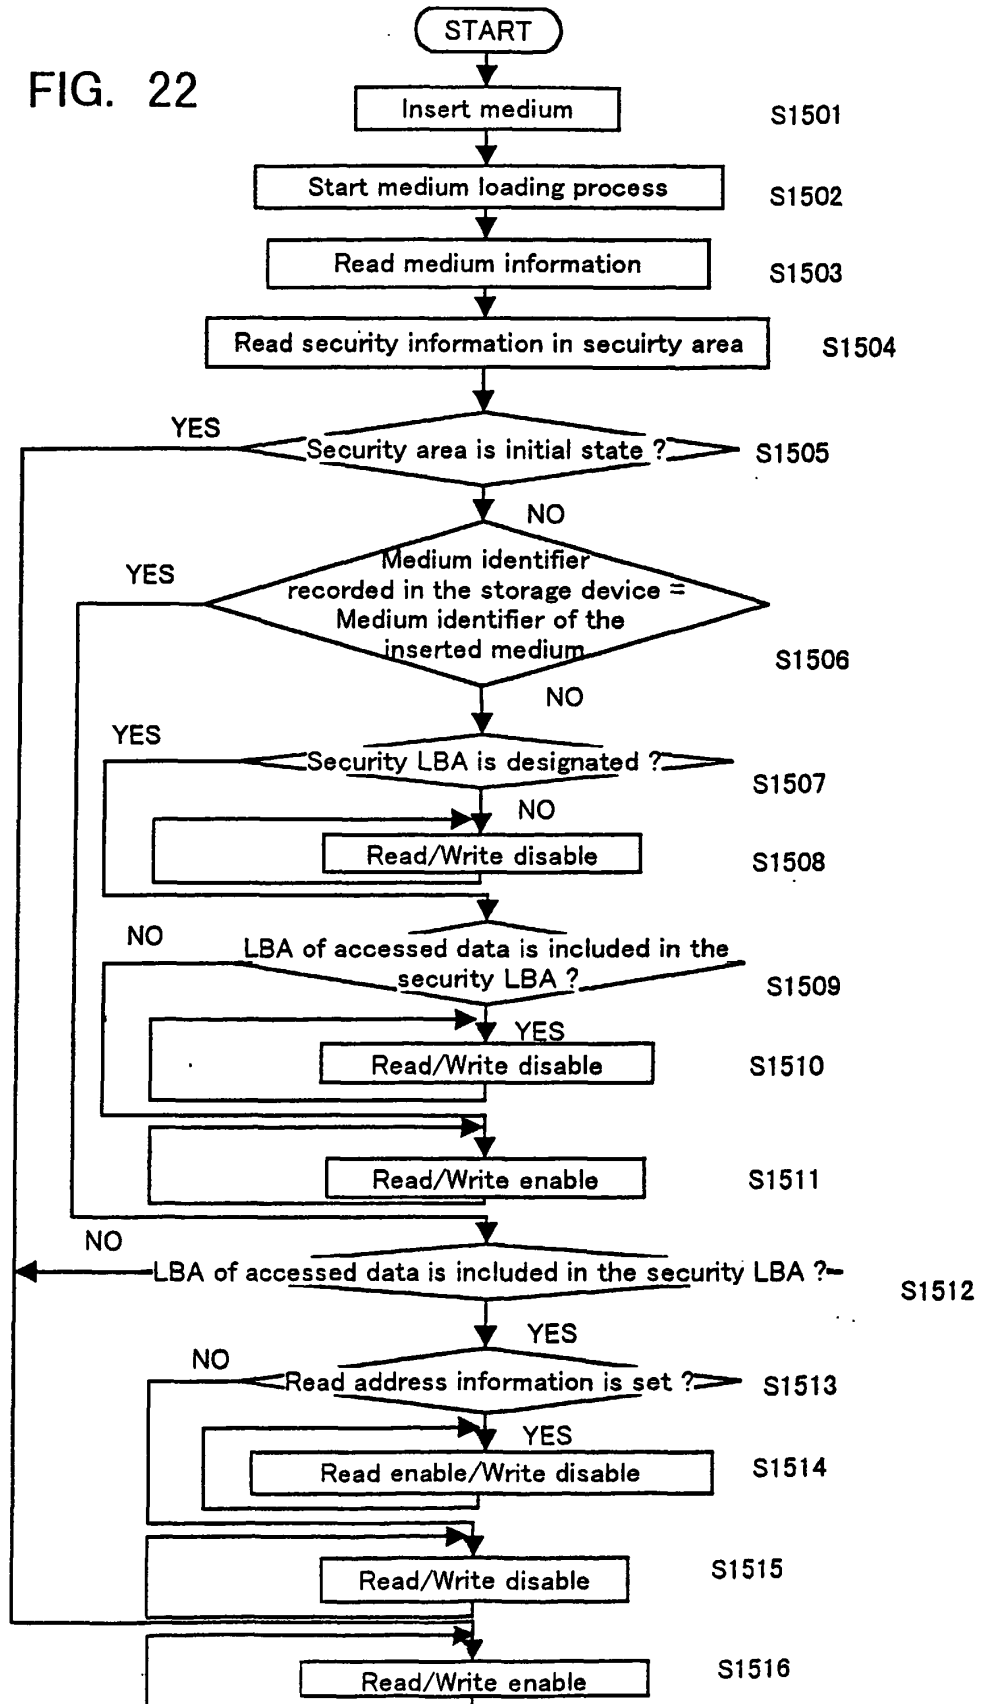 START
FIG. 22
Insert medium
S1501
Start medium loading process
S1502
Read medium information
S1503
Read security information in secuirty area
S1504
YES
Security area is initial state ?
S1505
NO
Medium identifier
YES
recorded in the storage device =
Medium identifier of the
inserted medium
S1506
NO
YES
Security LBA is designated ?
S1507
NO
Read/Write disable
S1508
NO
LBA of accessed data is included in the
security LBA ?
S1509
YES
Read/Write disable
S1510
Read/Write enable
S1511
NO
LBA of accessed data is included in the security LBA ?
S1512
YES
NO
Read address information is set ?
S1513
YES
Read enable/Write disable
S1514
Read/Write disable
S1515
Read/Write enable
S1516